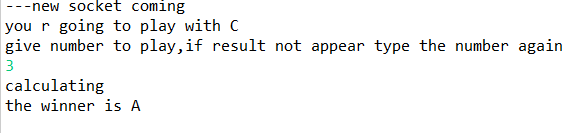 ---new socket coming
you r going to play with C
give number to play,if result not appear type the number again
3
calculating
the winner is A